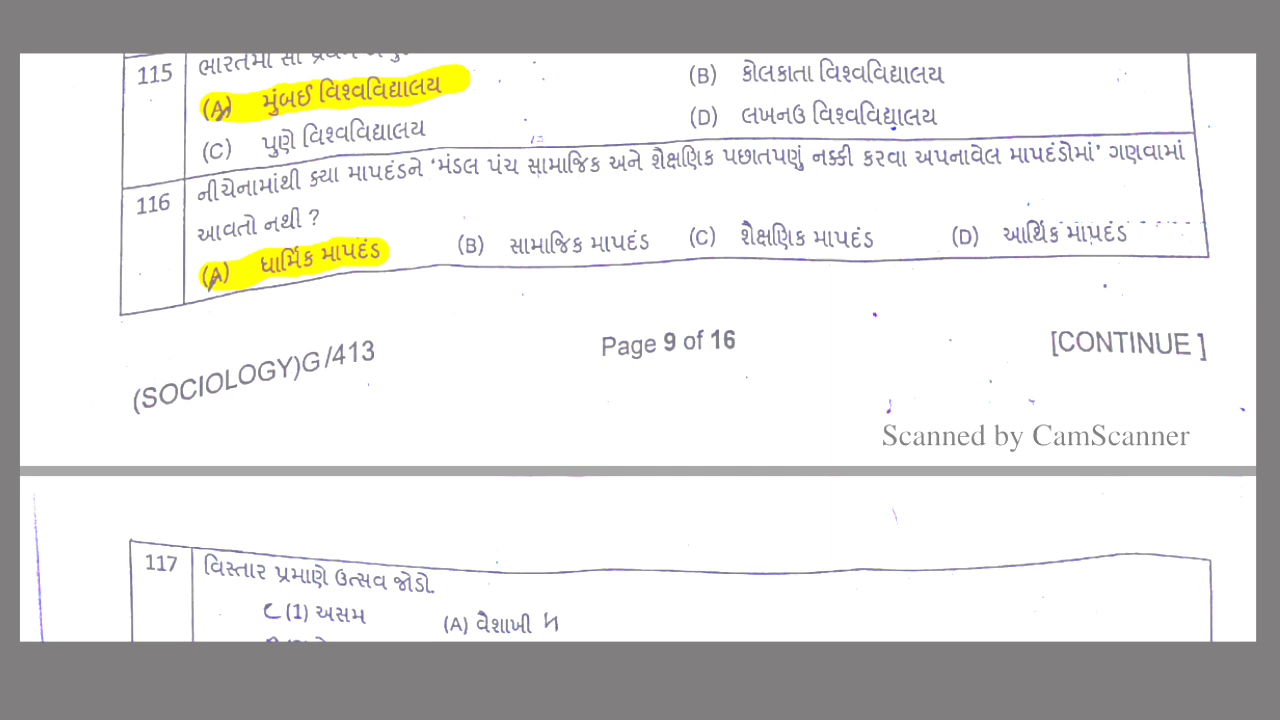 115 ભારતમાં સૌ પ્રથમ
(A) મુંબઈ વિશ્વવિદ્યાલય (B) કોલકાતા વિશ્વવિદ્યાલય
(C) પુણે વિશ્વવિદ્યાલય (D) લખનઉ વિશ્વવિદ્યાલય
116 નીચેનામાંથી ક્યા માપદંડને ‘મંડલ પંચ સામાજિક અને શૈક્ષણિક પછાતપણું નક્કી કરવા અપનાવેલ માપદંડોમાં’ ગણવામાં
આવતો નથી ?
(A) ધાર્મિક માપદંડ (B) સામાજિક માપદંડ (C) શૈક્ષણિક માપદંડ (D) આર્થિક માપદંડ
(SOCIOLOGY)G/413 Page 9 of 16 [CONTINUE ]
Scanned by CamScanner
117 વિસ્તાર પ્રમાણે ઉત્સવ જોડો.
C (1) અસમ (A) વૈશાખી